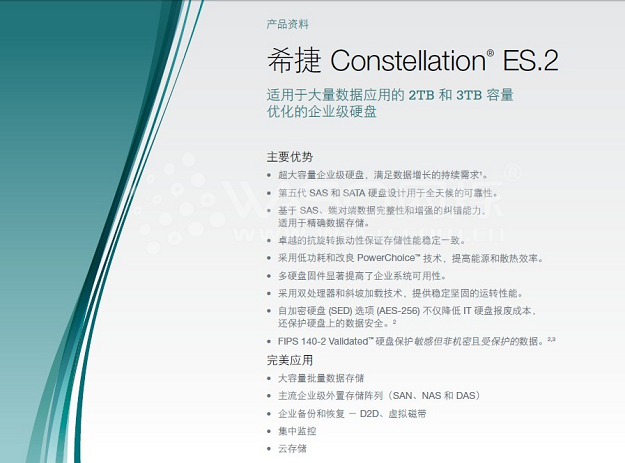 产品资料
希捷 Constellation® ES.2
适用于大量数据应用的 2TB 和 3TB 容量
优化的企业级硬盘
主要优势
• 超大容量企业级硬盘，满足数据增长的持续需求¹。
• 第五代 SAS 和 SATA 硬盘设计用于全天候的可靠性。
• 基于 SAS、端对端数据完整性和增强的纠错能力，
适用于精确数据存储。
• 卓越的抗旋转振动性保证存储性能稳定一致。
• 采用低功耗和改良 PowerChoice™ 技术，提高能源和散热效率。
• 多硬盘固件显著提高了企业系统可用性。
• 采用双处理器和斜坡加载技术，提供稳定坚固的运转性能。
• 自加密硬盘 (SED) 选项 (AES-256) 不仅降低 IT 硬盘报废成本，
还保护硬盘上的数据安全。²
• FIPS 140-2 Validated™ 硬盘保护敏感但非机密且受保护的数据。²,³
完美应用
• 大容量批量数据存储
• 主流企业级外置存储阵列（SAN、NAS 和 DAS）
• 企业备份和恢复 － D2D、虚拟磁带
• 集中监控
• 云存储